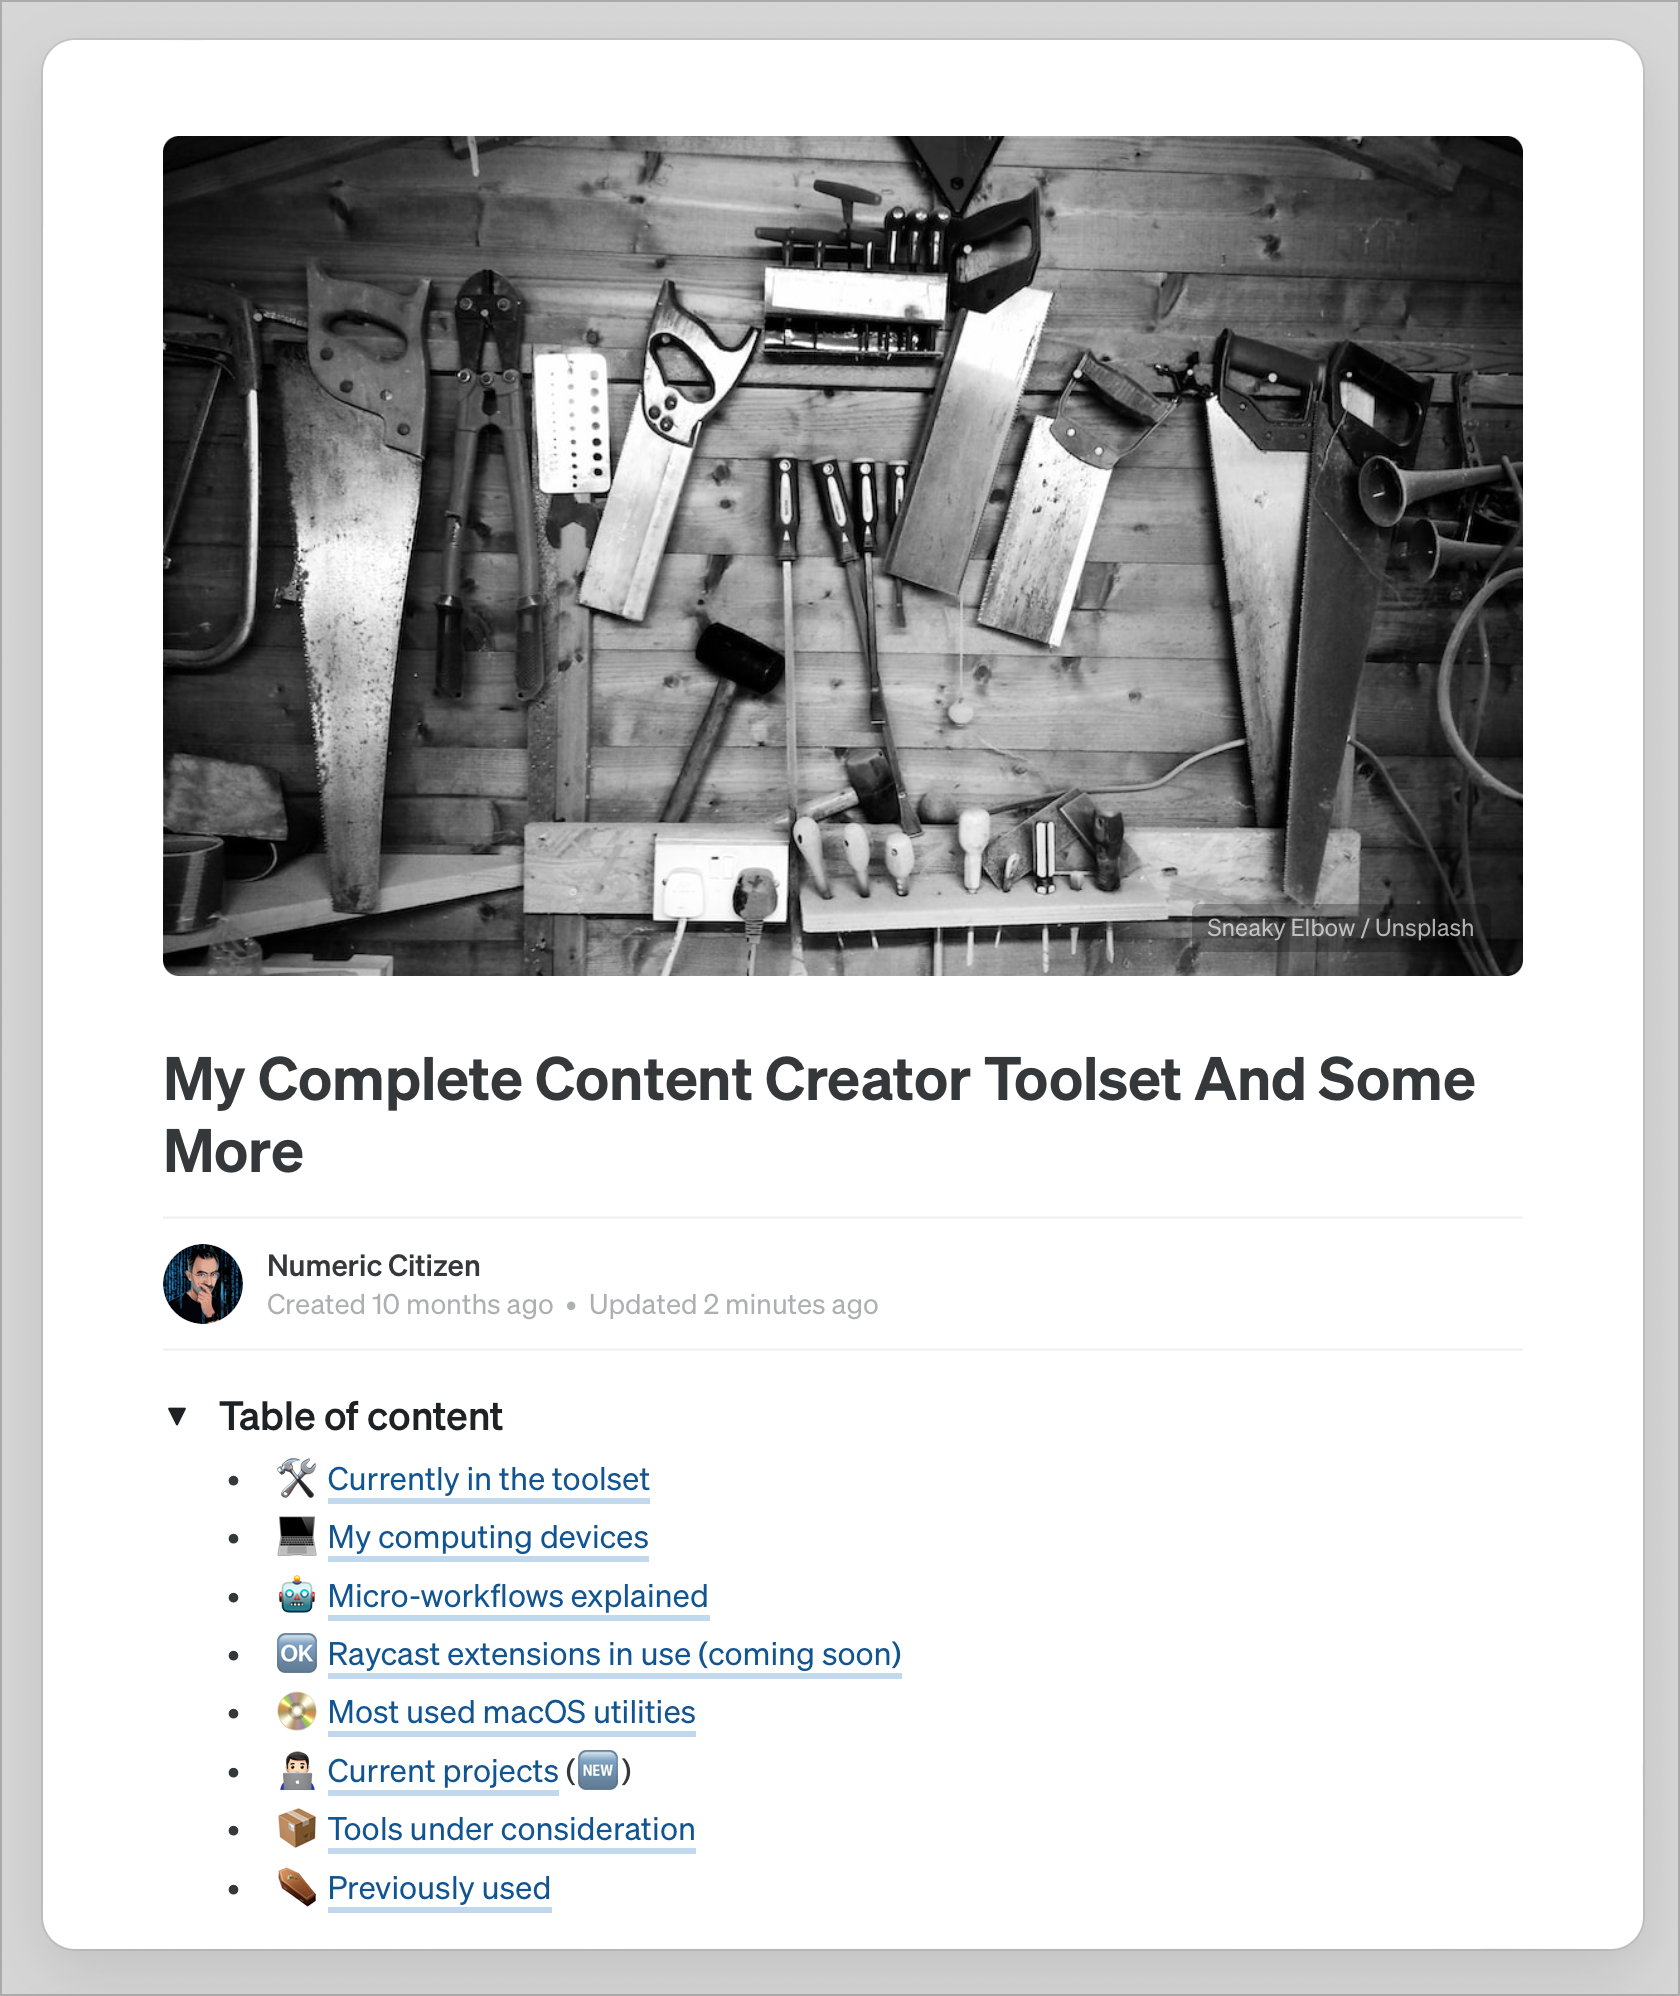 Sneaky Elbow / Unsplash
My Complete Content Creator Toolset And Some
More
Numeric Citizen
Created 10 months ago • Updated 2 minutes ago
▼ Table of content
• 🛠️ Currently in the toolset
• 💻 My computing devices
• 🤖 Micro-workflows explained
• 🆗 Raycast extensions in use (coming soon)
• 💿 Most used macOS utilities
• 👨🏻‍💻 Current projects (🆕)
• 📦 Tools under consideration
• ⚰️ Previously used